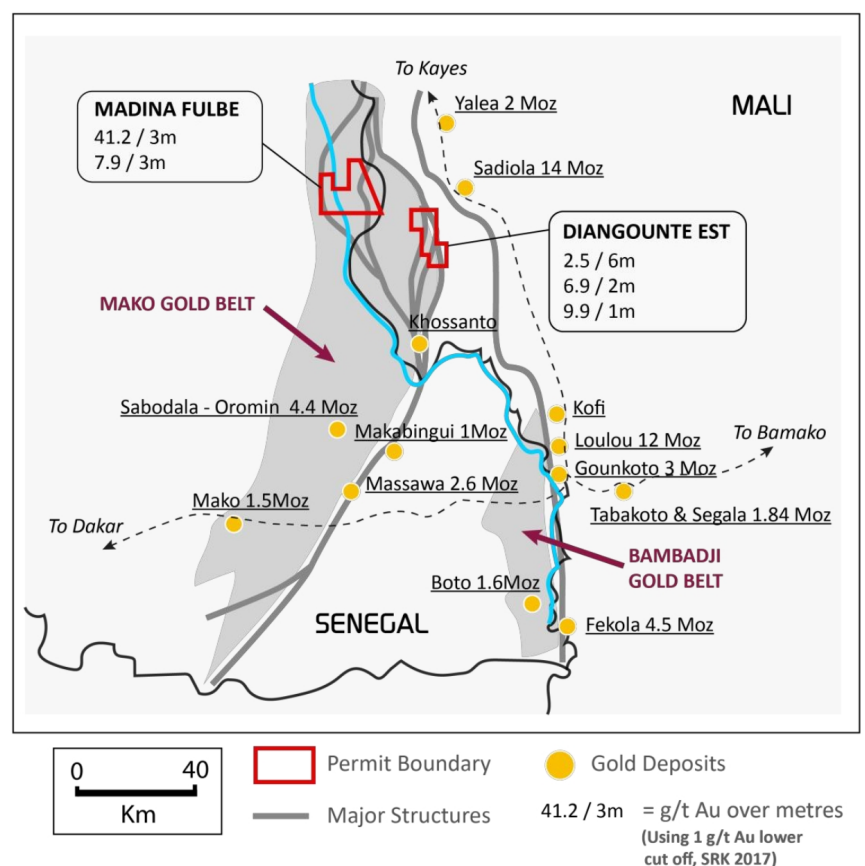 To Kayes
MADINA FULBE
41.2 / 3m
7.9 / 3m
Yalea 2 Moz
MALI
Sadiola 14 Moz
DIANGOUNTE EST
2.5 / 6m
6.9 / 2m
9.9 / 1m
MAKO GOLD BELT
Khossanto
Sabodala - Oromin 4.4 Moz
Kofi
Makabingui 1Moz
Loulou 12 Moz
To Bamako
Gounkoto 3 Moz
Massawa 2.6 Moz
Mako 1.5Moz
Tabakoto & Segala 1.84 Moz
To Dakar
BAMBADJI
GOLD BELT
Boto 1.6Moz
SENEGAL
Fekola 4.5 Moz
0 40
Km
Permit Boundary
Gold Deposits
Major Structures
41.2 / 3m = g/t Au over metres
(Using 1 g/t Au lower
cut off, SRK 2017)